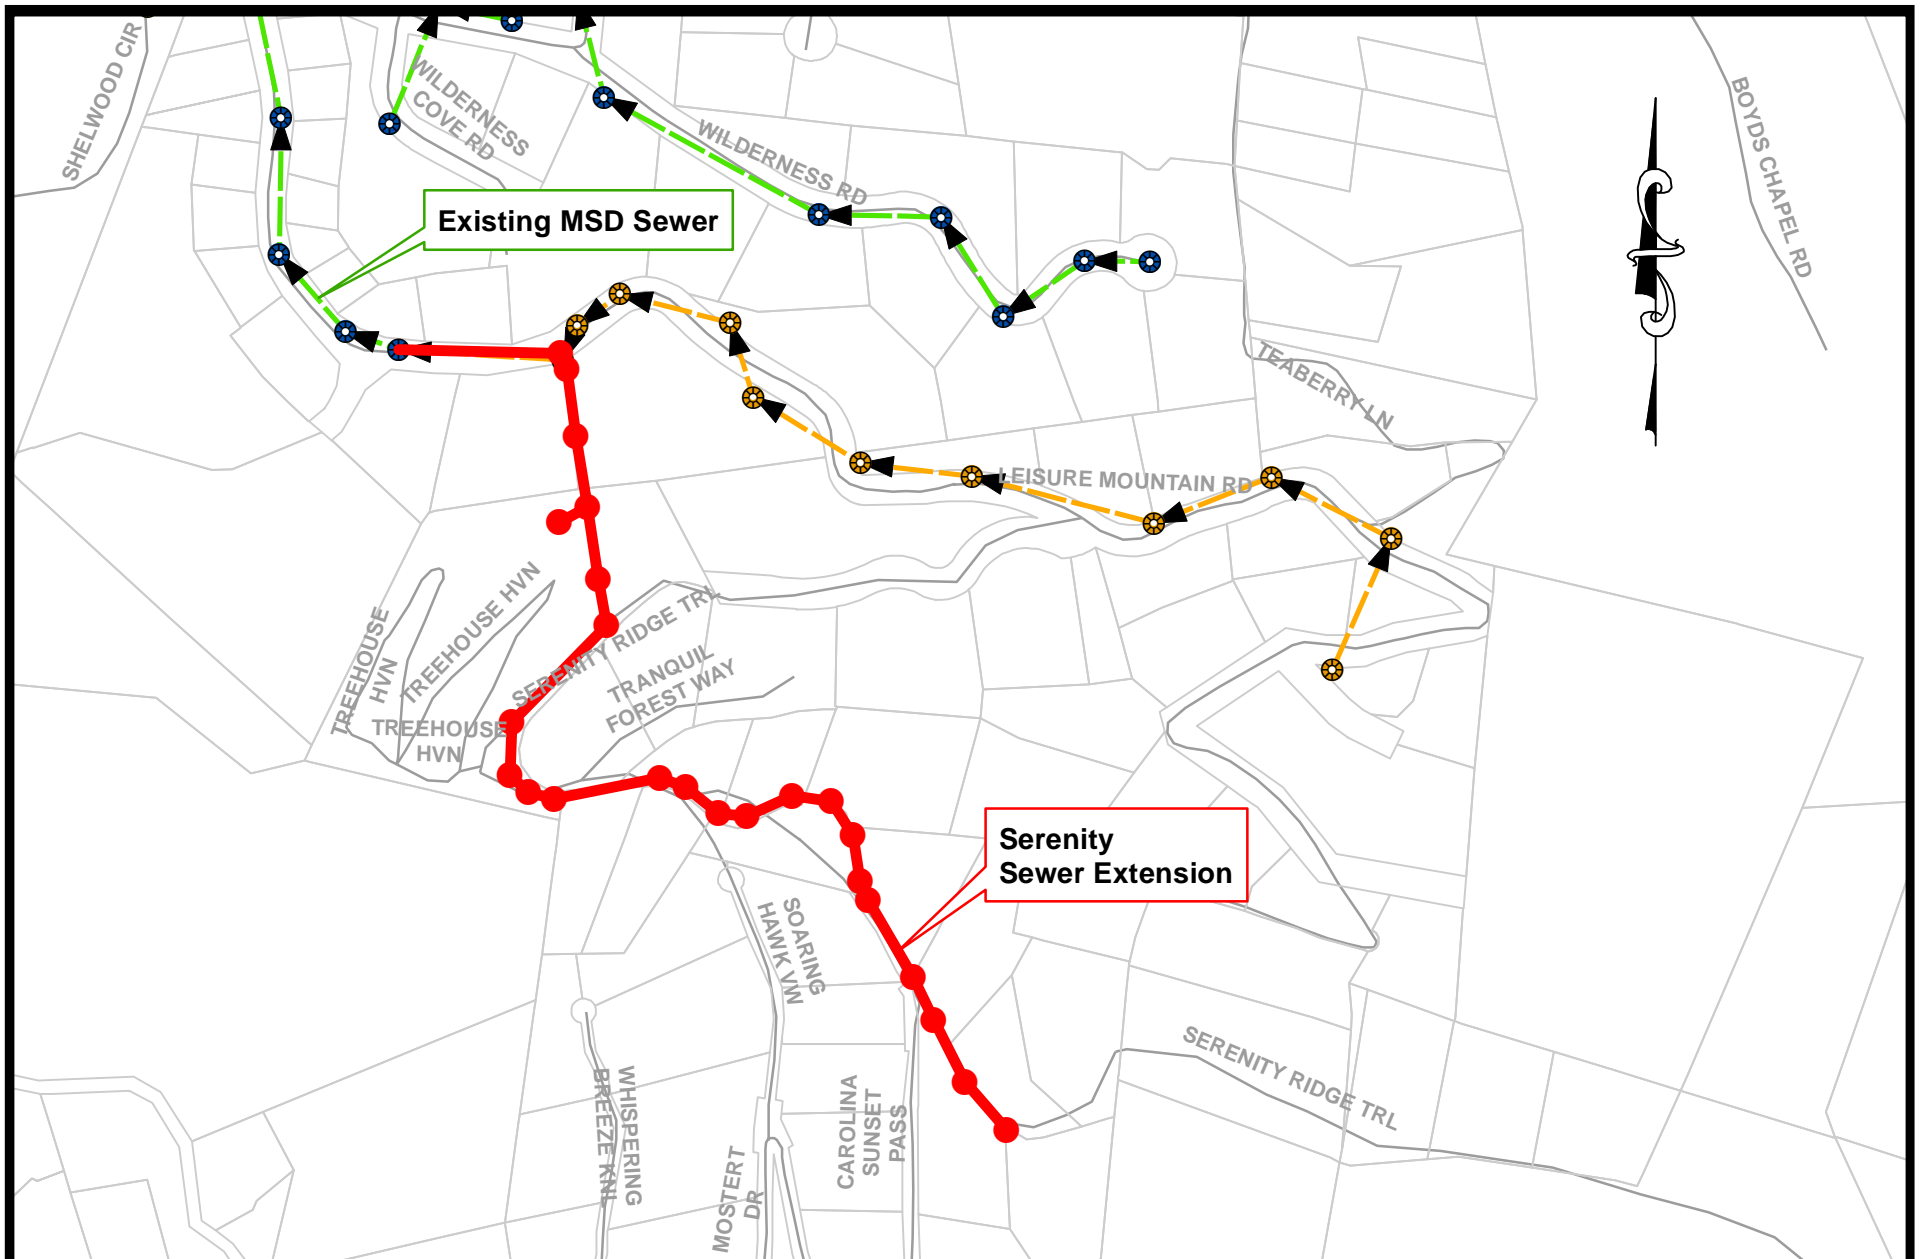 SHELWOOD CIR
WILDERNESS
COVE RD
WILDERNESS RD
BOYDS CHAPEL RD
Existing MSD Sewer
TEABERRY LN
LEISURE MOUNTAIN RD
TREEHOUSE
HVN
TREEHOUSE HVN
TREEHOUSE
HVN
SERENITY RIDGE TRL
TRANQUIL
FOREST WAY
Serenity
Sewer Extension
SOARING
HAWK VW
WHISPERING
BREEZE KNL
MOSTERT
DR
CAROLINA
SUNSET
PASS
SERENITY RIDGE TRL